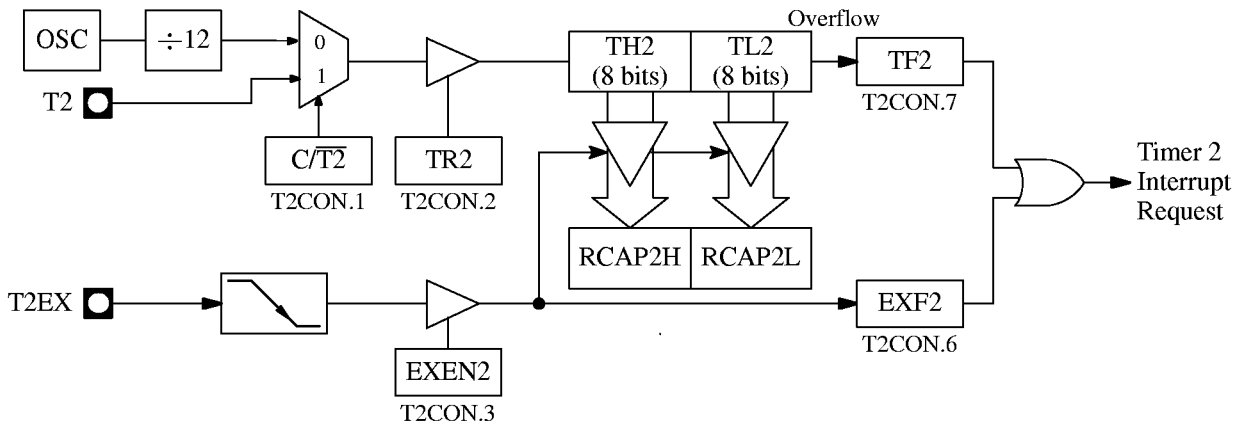 Overflow
OSC
÷12
0
1
T2
TH2
(8 bits)
TL2
(8 bits)
TF2
T2CON.7
C/T̅2̅
T2CON.1
TR2
T2CON.2
Timer 2
Interrupt
Request
RCAP2H
RCAP2L
T2EX
EXF2
T2CON.6
EXEN2
T2CON.3